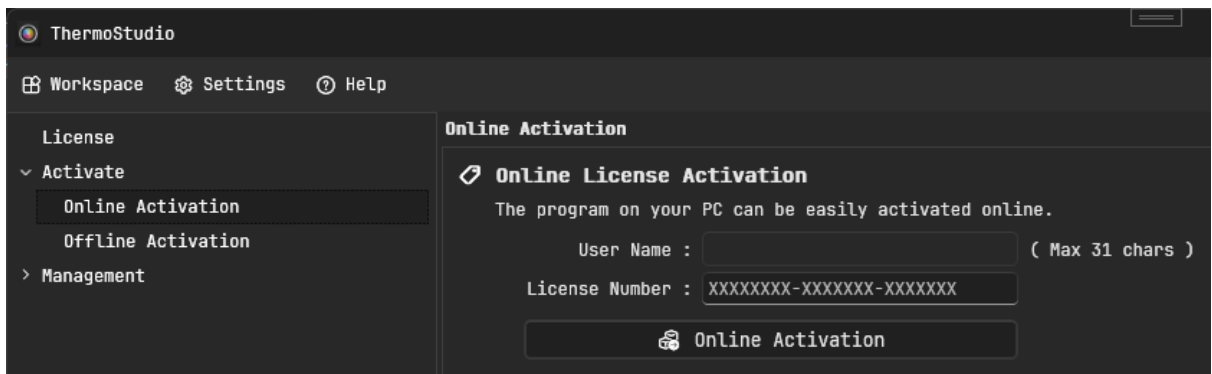 ThermoStudio
Workspace Settings Help
License
Activate
Online Activation
Offline Activation
Management
Online Activation
Online License Activation
The program on your PC can be easily activated online.
User Name : ( Max 31 chars )
License Number : XXXXXXXX-XXXXXXX-XXXXXXX
Online Activation